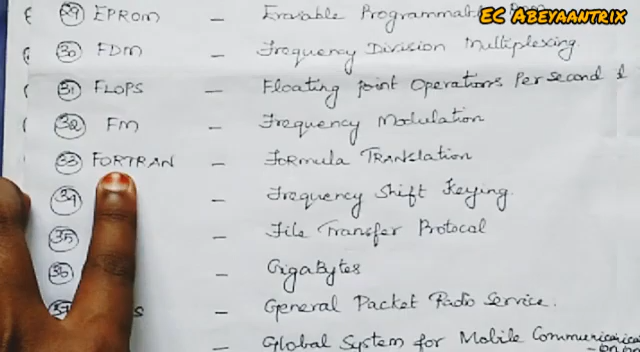 EC ABEYAANTRIX
29 EPROM - Erasable Programmable
30 FDM - Frequency Division Multiplexing.
31 FLOPS - Floating point Operations Per second
32 FM - Frequency Modulation
33 FORTRAN - FORmula TRANslation
34 - Frequency Shift Keying.
35 - File Transfer Protocal
36 - GigaBytes
- General Packet Radio Service.
- Global System for Mobile